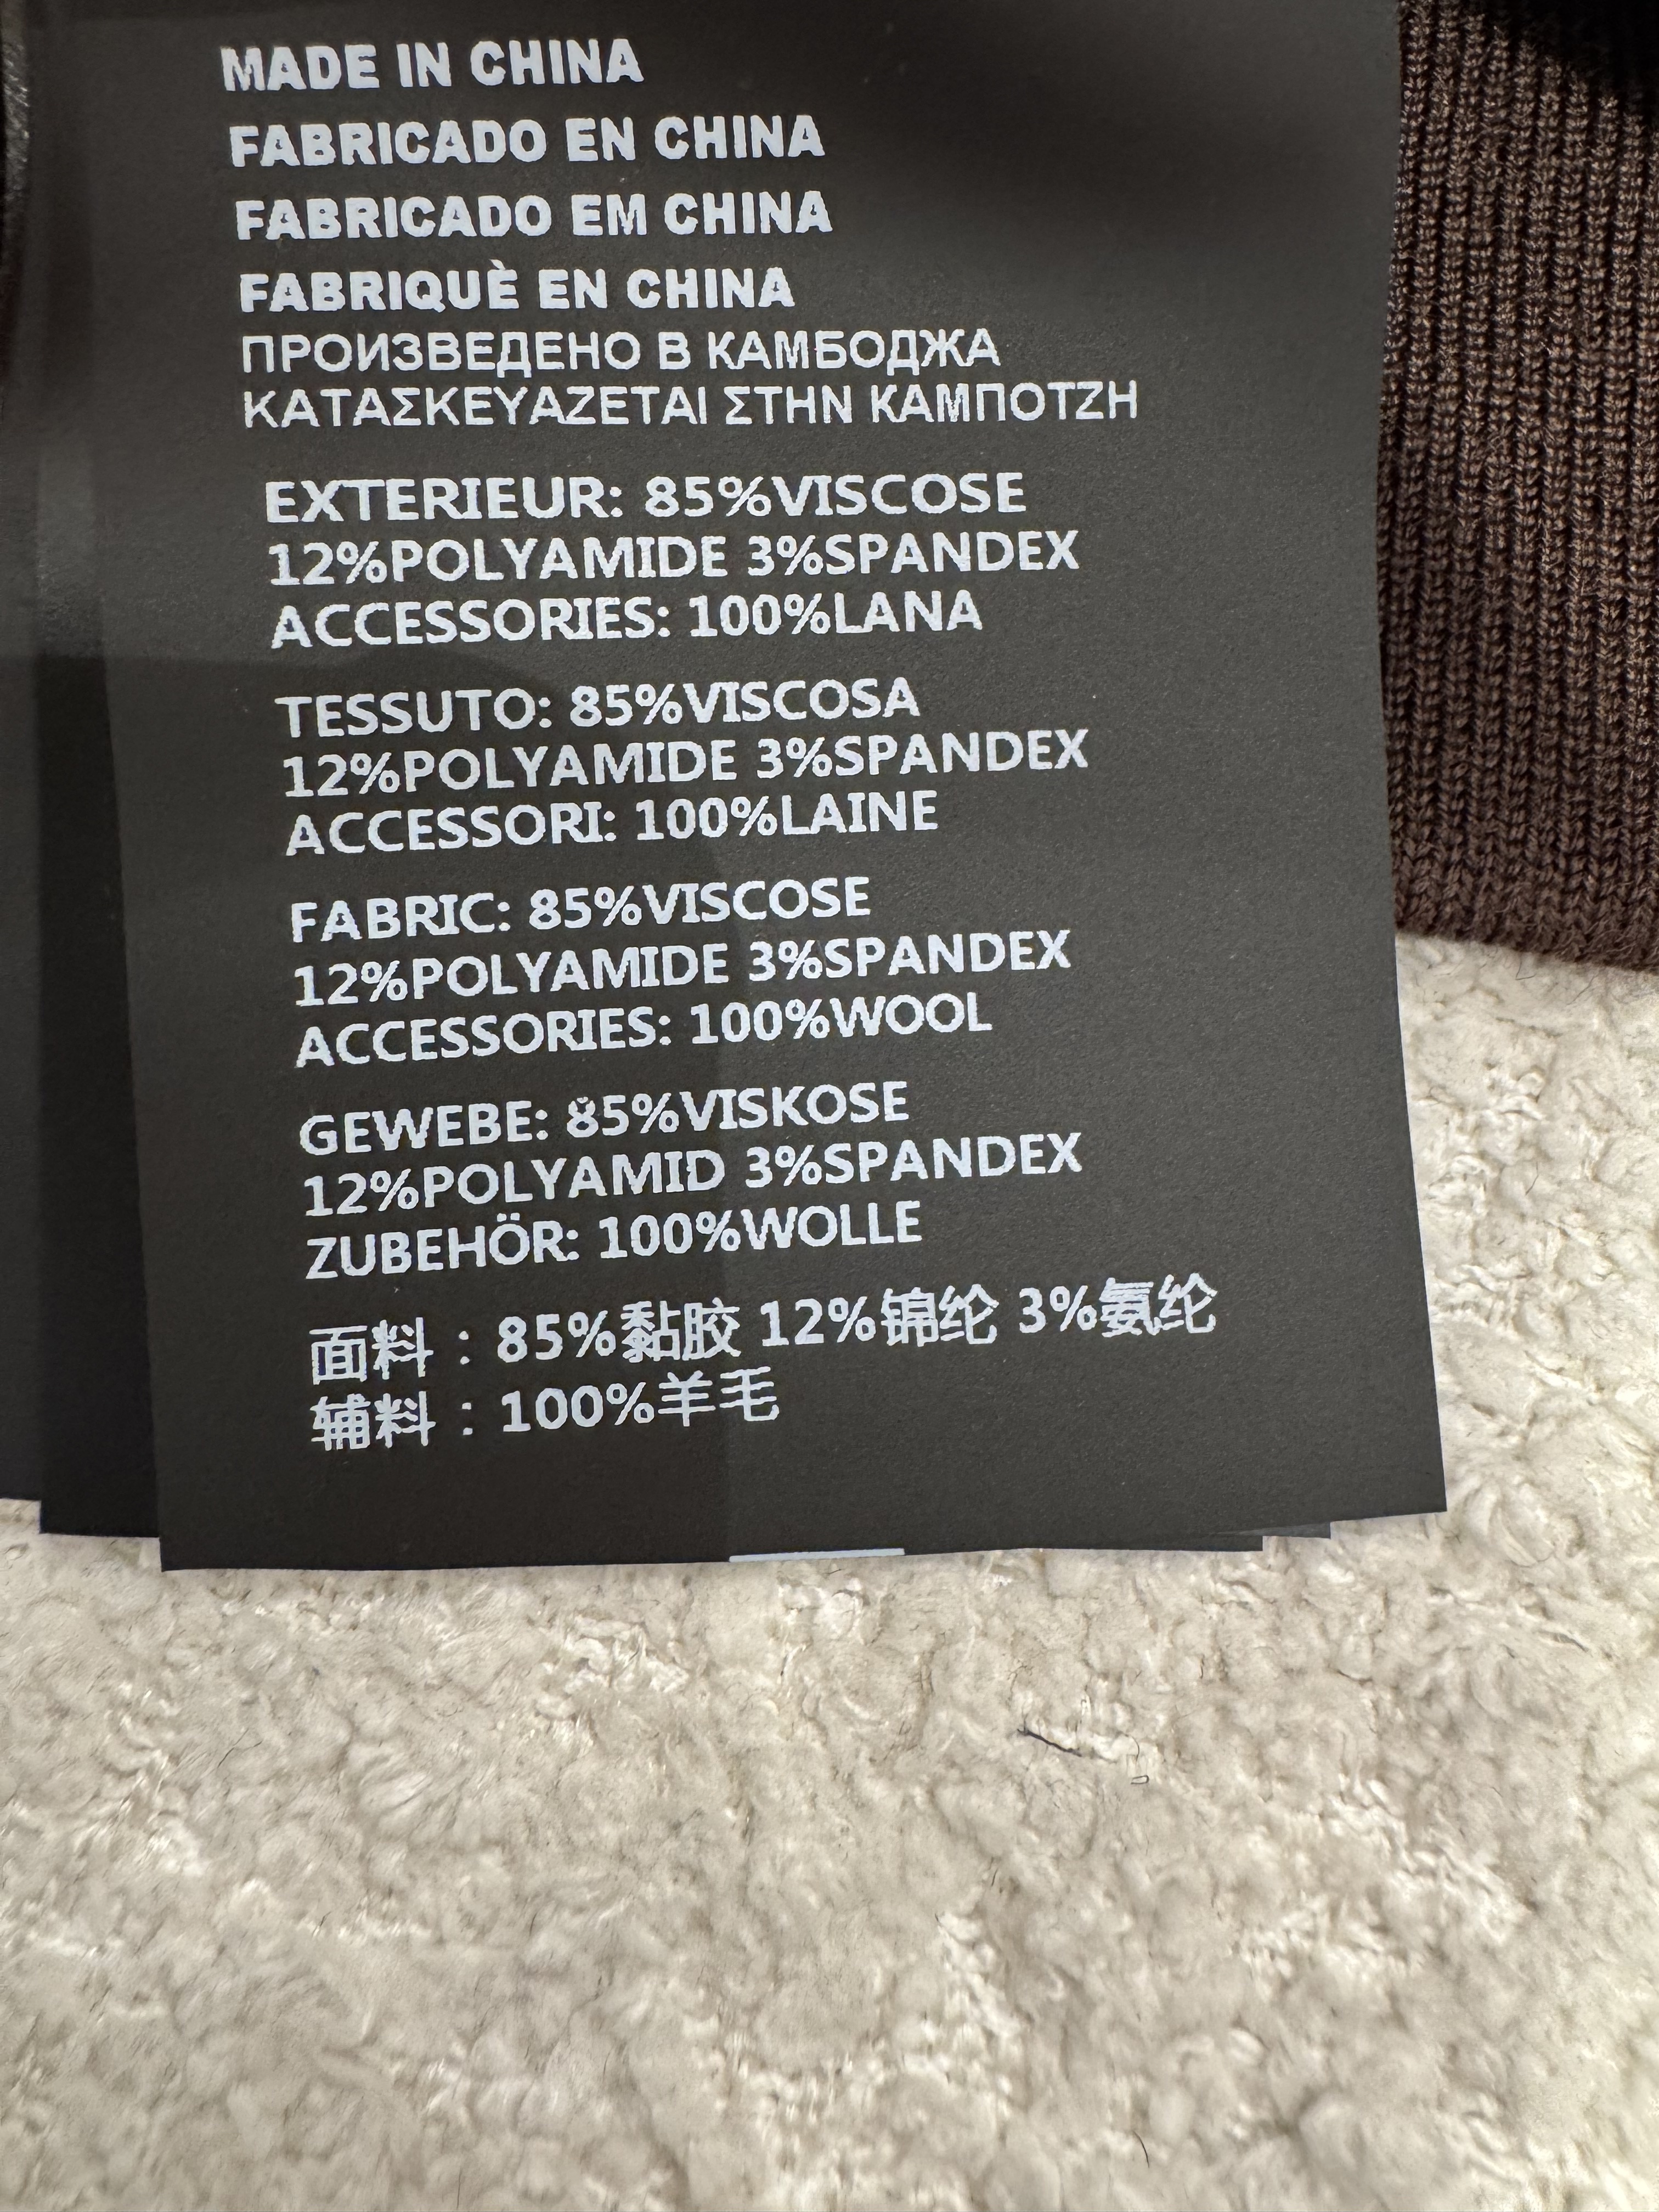 MADE IN CHINA
FABRICADO EN CHINA
FABRICADO EM CHINA
FABRIQUÈ EN CHINA
ПРОИЗВЕДЕНО В КАМБОДЖА
ΚΑΤΑΣΚΕΥΑΖΕΤΑΙ ΣΤΗΝ ΚΑΜΠΟΤΖΗ
EXTERIEUR: 85%VISCOSE
12%POLYAMIDE 3%SPANDEX
ACCESSORIES: 100%LANA
TESSUTO: 85%VISCOSA
12%POLYAMIDE 3%SPANDEX
ACCESSORI: 100%LAINE
FABRIC: 85%VISCOSE
12%POLYAMIDE 3%SPANDEX
ACCESSORIES: 100%WOOL
GEWEBE: 85%VISKOSE
12%POLYAMID 3%SPANDEX
ZUBEHÖR: 100%WOLLE
面料：85%黏胶 12%锦纶 3%氨纶
辅料：100%羊毛